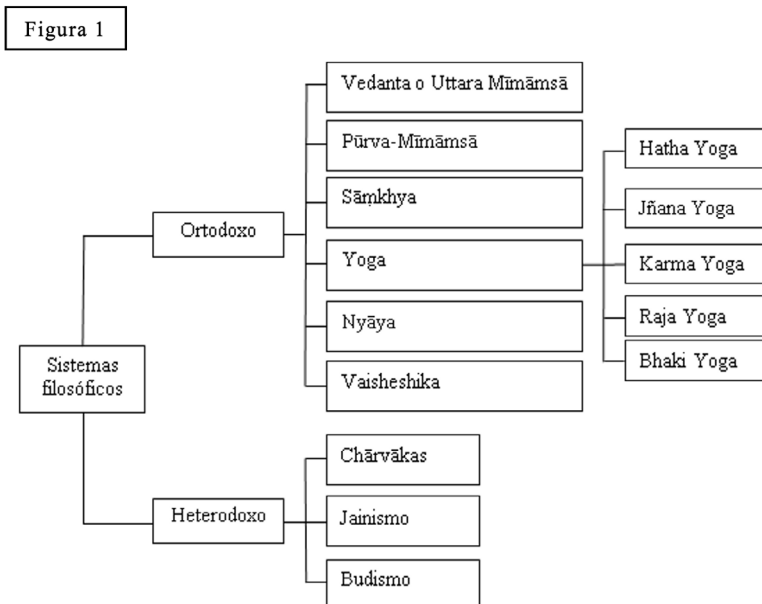 Figura 1
Sistemas
filosóficos
Ortodoxo
Vedanta o Uttara Mīmāmsā
Pūrva-Mīmāmsā
Sāṃkhya
Yoga
Nyāya
Vaisheshika
Hatha Yoga
Jñana Yoga
Karma Yoga
Raja Yoga
Bhaki Yoga
Heterodoxo
Chārvākas
Jainismo
Budismo